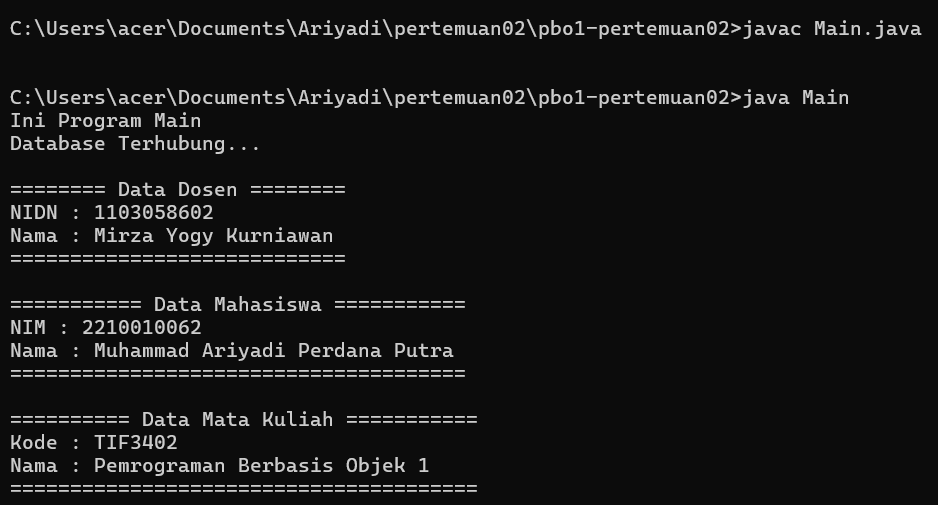 C:\Users\acer\Documents\Ariyadi\pertemuan02\pbo1-pertemuan02>javac Main.java
C:\Users\acer\Documents\Ariyadi\pertemuan02\pbo1-pertemuan02>java Main
Ini Program Main
Database Terhubung...
======== Data Dosen ========
NIDN : 1103058602
Nama : Mirza Yogy Kurniawan
============================
=========== Data Mahasiswa ===========
NIM : 2210010062
Nama : Muhammad Ariyadi Perdana Putra
======================================
========== Data Mata Kuliah ===========
Kode : TIF3402
Nama : Pemrograman Berbasis Objek 1
=======================================